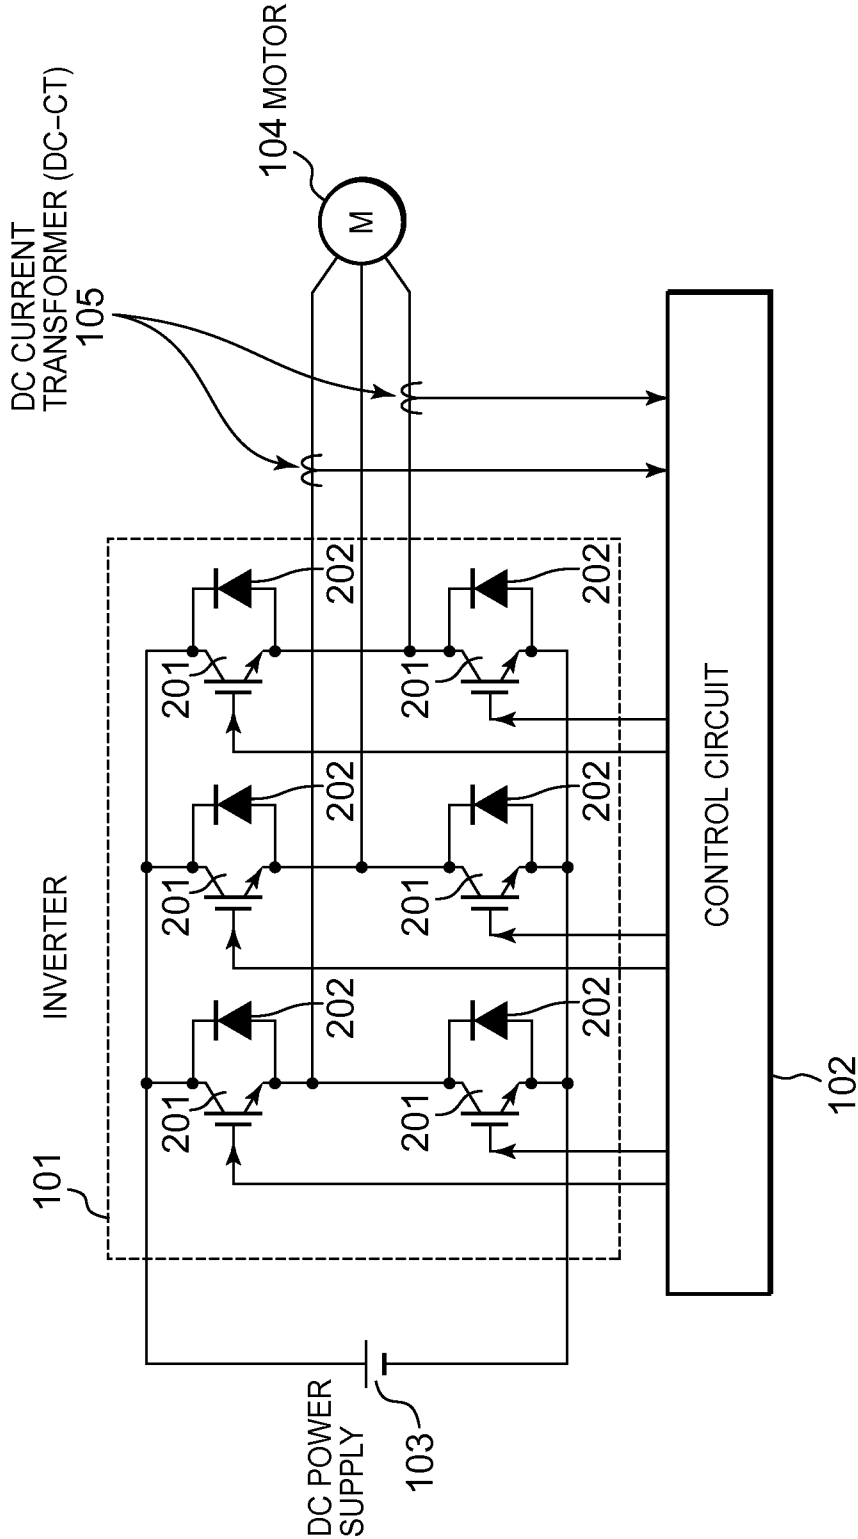 DC CURRENT
TRANSFORMER (DC-CT)
105
104 MOTOR
M
INVERTER
101
201
202
201
202
201
202
201
202
201
202
201
202
DC POWER
SUPPLY
103
CONTROL CIRCUIT
102